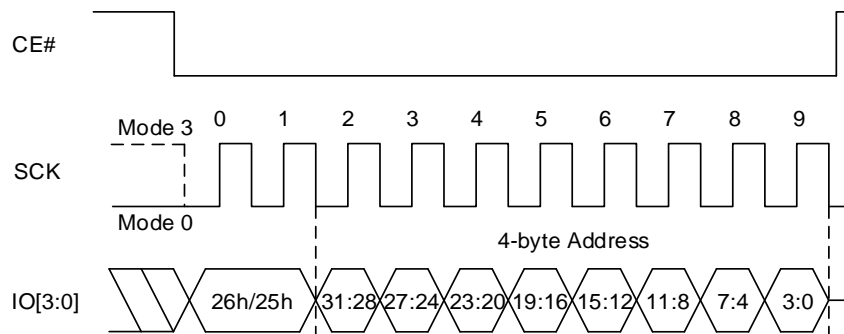 CE#
Mode 3 0 1 2 3 4 5 6 7 8 9
SCK
Mode 0
4-byte Address
IO[3:0] 26h/25h 31:28 27:24 23:20 19:16 15:12 11:8 7:4 3:0